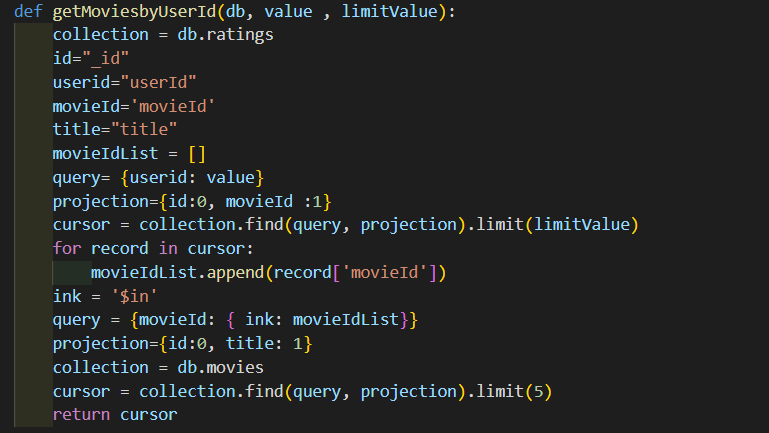 def getMoviesbyUserId(db, value , limitValue):
    collection = db.ratings
    id="_id"
    userid="userId"
    movieId='movieId'
    title="title"
    movieIdList = []
    query= {userid: value}
    projection={id:0, movieId :1}
    cursor = collection.find(query, projection).limit(limitValue)
    for record in cursor:
        movieIdList.append(record['movieId'])
    ink = '$in'
    query = {movieId: { ink: movieIdList}}
    projection={id:0, title: 1}
    collection = db.movies
    cursor = collection.find(query, projection).limit(5)
    return cursor